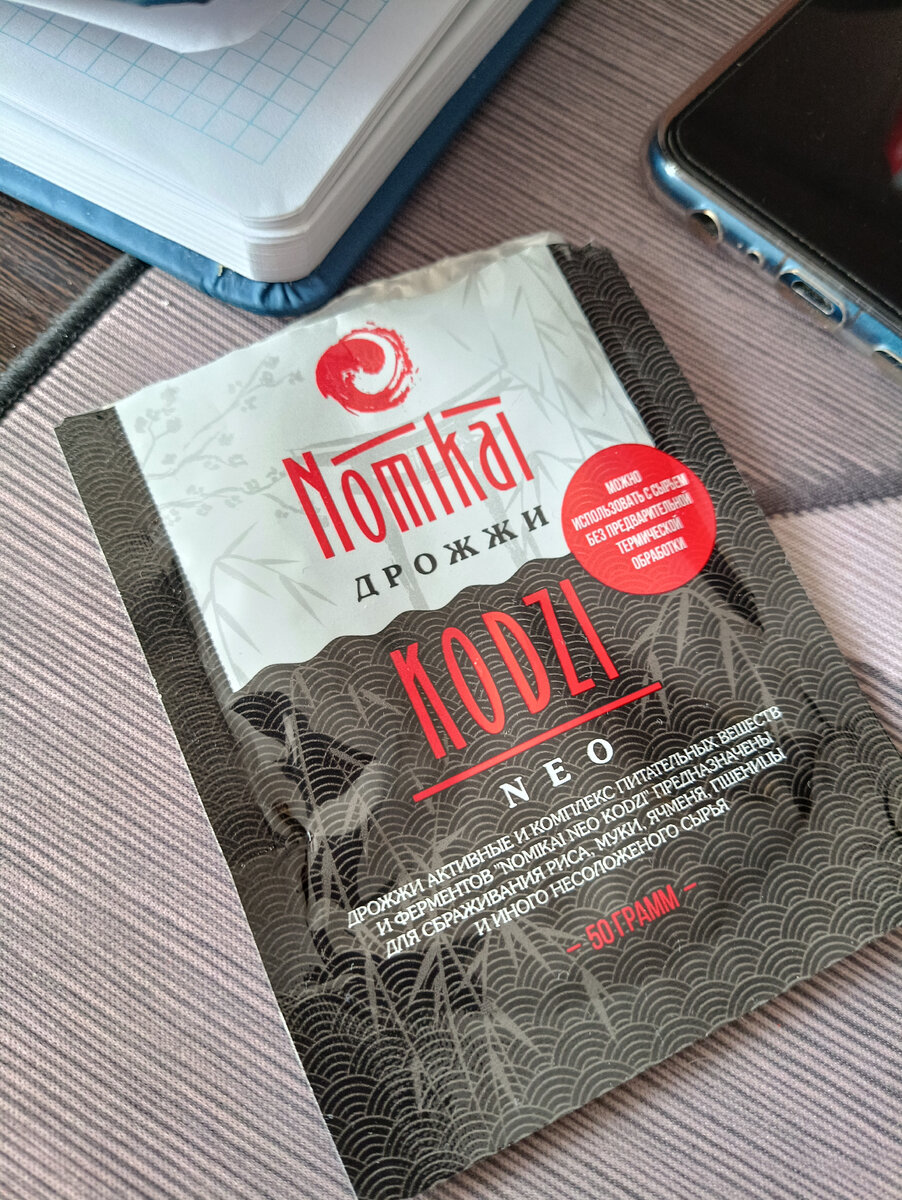 Nomikai
ДРОЖЖИ
МОЖНО
ИСПОЛЬЗОВАТЬ С СЫРЬЕМ
БЕЗ ПРЕДВАРИТЕЛЬНОЙ
ТЕРМИЧЕСКОЙ
ОБРАБОТКИ
KODZI
NEO
ДРОЖЖИ АКТИВНЫЕ И КОМПЛЕКС ПИТАТЕЛЬНЫХ ВЕЩЕСТВ
И ФЕРМЕНТОВ "NOMIKAI NEO KODZI" ПРЕДНАЗНАЧЕНЫ
ДЛЯ СБРАЖИВАНИЯ РИСА, МУКИ, ЯЧМЕНЯ, ПШЕНИЦЫ
И ИНОГО НЕСОЛОЖЕНОГО СЫРЬЯ
– 50 ГРАММ –